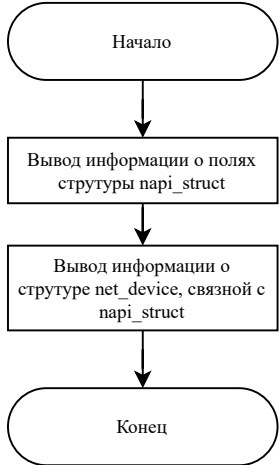 Начало
Вывод информации о полях
струтуры napi_struct
Вывод информации о
струтуре net_device, связной с
napi_struct
Конец